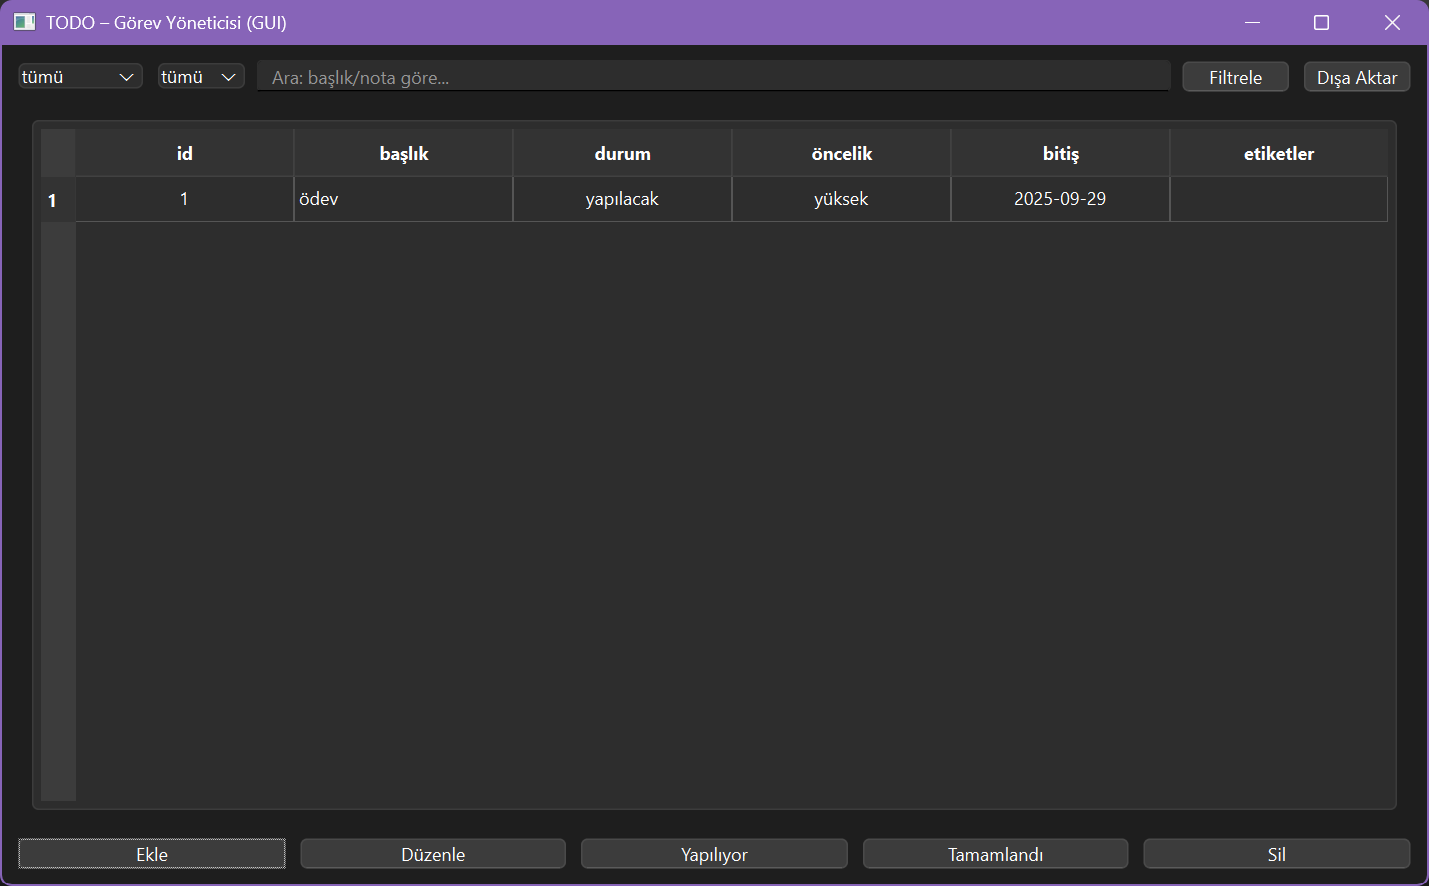 TODO – Görev Yöneticisi (GUI)
tümü tümü Ara: başlık/nota göre... Filtrele Dışa Aktar
id başlık durum öncelik bitiş etiketler
1 1 ödev yapılacak yüksek 2025-09-29
Ekle Düzenle Yapılıyor Tamamlandı Sil